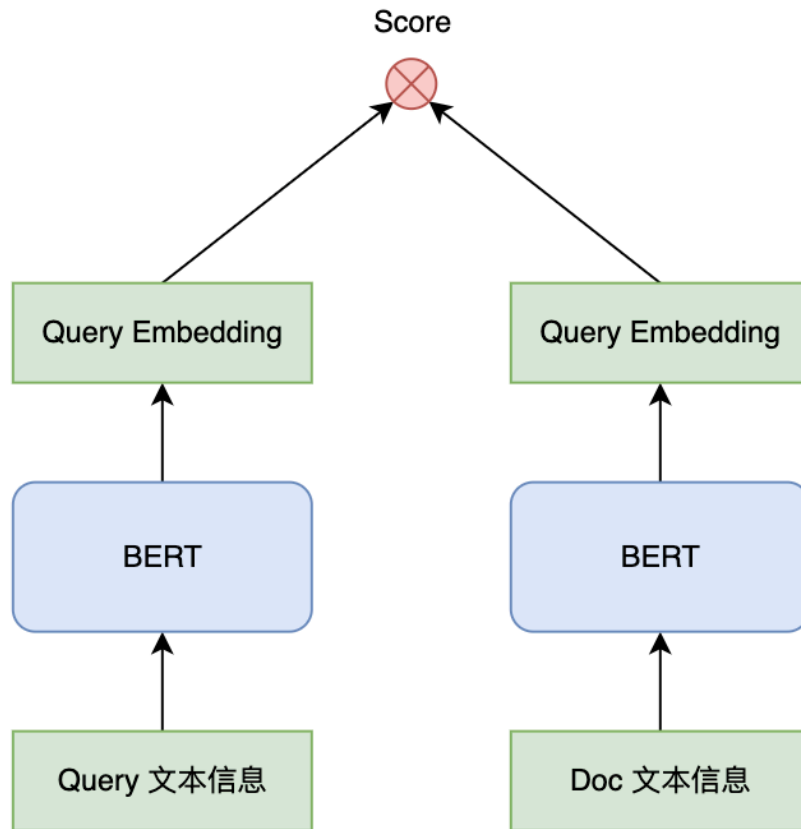 Score
Query Embedding
Query Embedding
BERT
BERT
Query 文本信息
Doc 文本信息